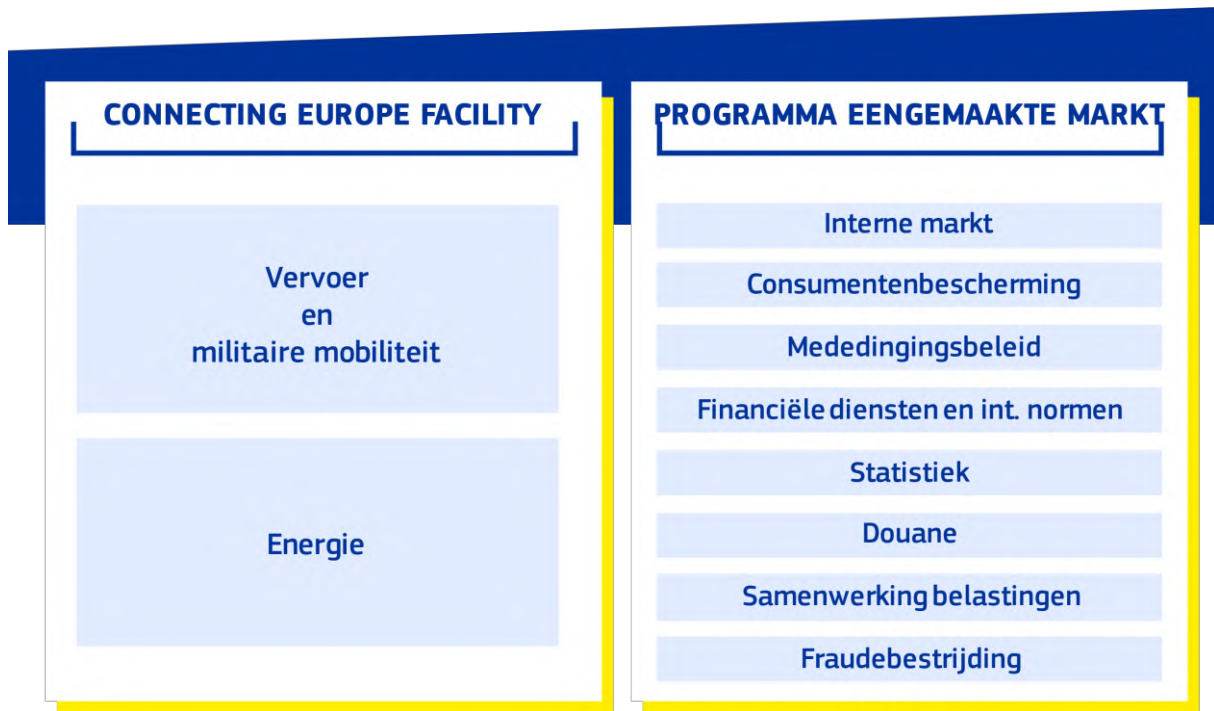 CONNECTING EUROPE FACILITY
Vervoer
en
militaire mobiliteit
Energie
PROGRAMMA EENGEMAAKTE MARKT
Interne markt
Consumentenbescherming
Mededingingsbeleid
Financiële diensten en int. normen
Statistiek
Douane
Samenwerking belastingen
Fraudebestrijding